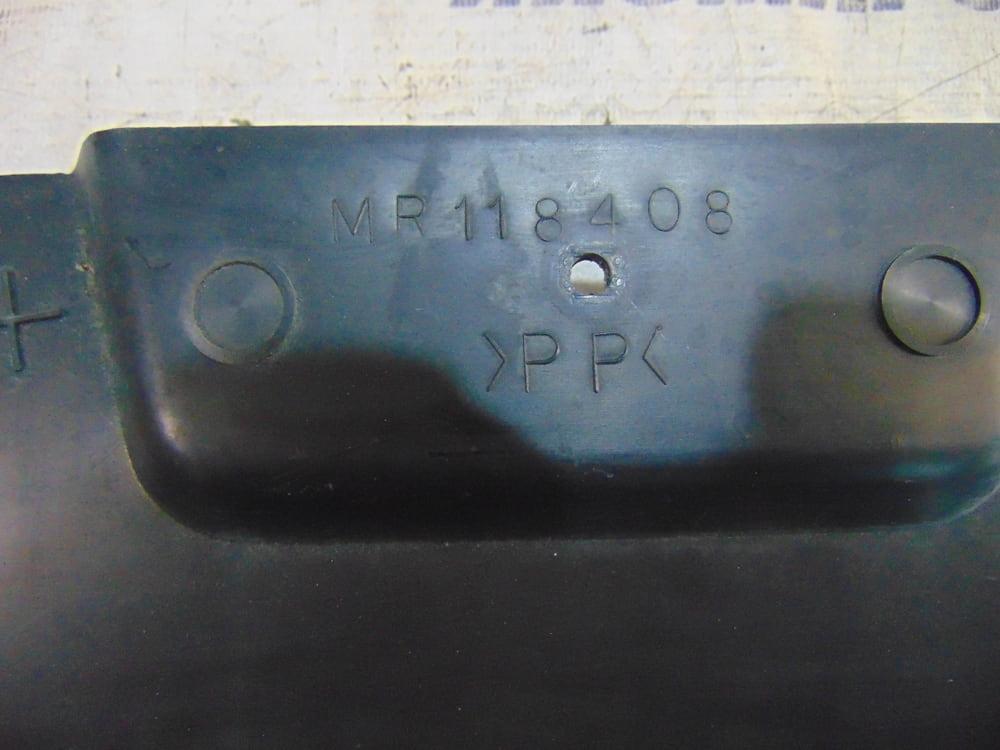 MR118408
+
>PP<